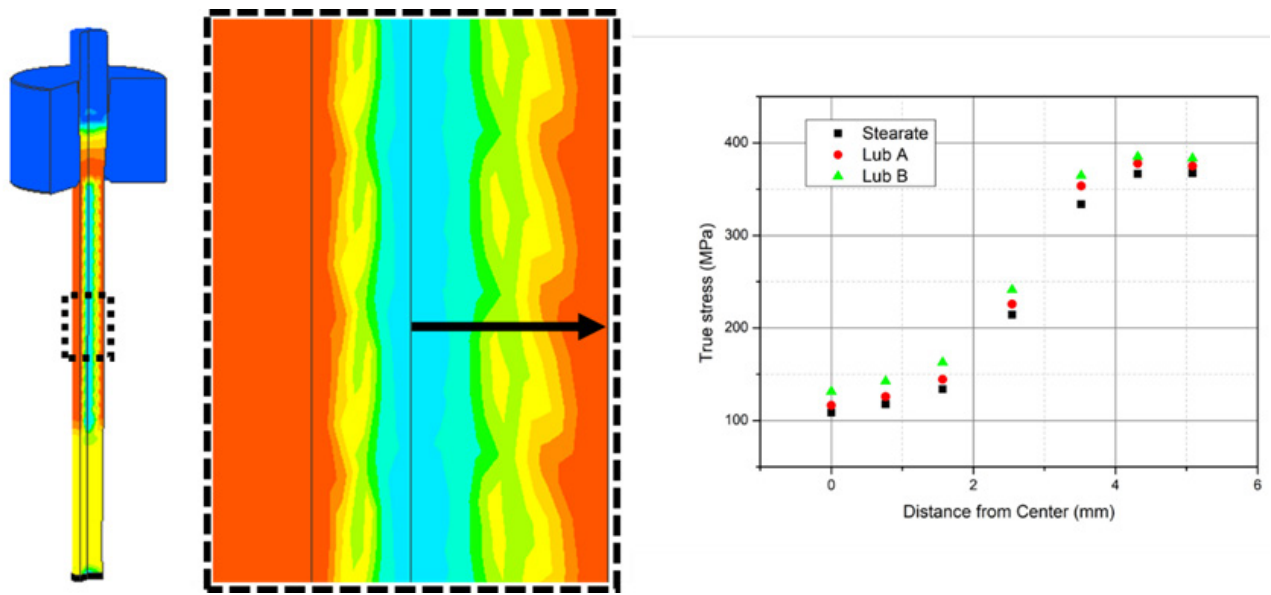 Stearate
Lub A
Lub B
True stress (MPa)
400
300
200
100
0
2
4
6
Distance from Center (mm)